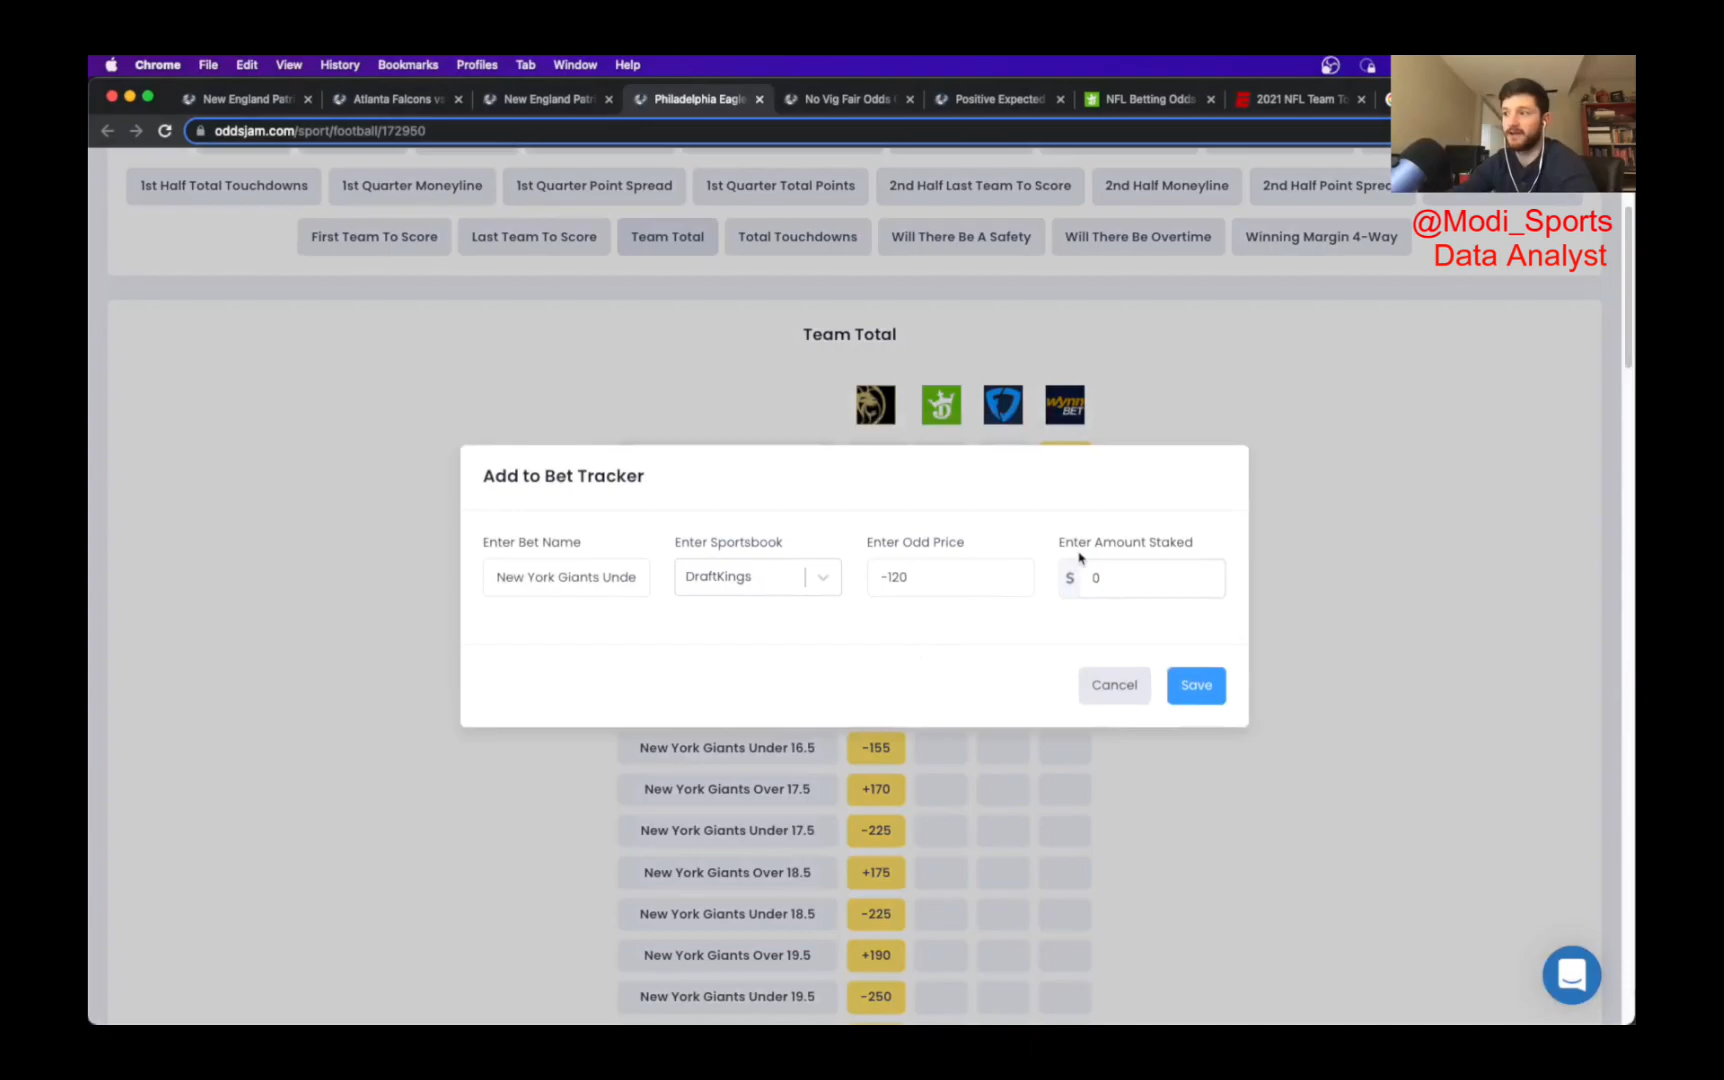 Chrome File Edit View History Bookmarks Profiles Tab Window Help
New England Patri Atlanta Falcons vs New England Patri Philadelphia Eagle No Vig Fair Odds Positive Expected NFL Betting Odds 2021 NFL Team To
oddsjam.com/sport/football/172950
1st Half Total Touchdowns 1st Quarter Moneyline 1st Quarter Point Spread 1st Quarter Total Points 2nd Half Last Team To Score 2nd Half Moneyline 2nd Half Point Sprea
First Team To Score Last Team To Score Team Total Total Touchdowns Will There Be A Safety Will There Be Overtime Winning Margin 4-Way
@Modi_Sports
Data Analyst
Team Total
WYNN
BET
Add to Bet Tracker
Enter Bet Name Enter Sportsbook Enter Odd Price Enter Amount Staked
New York Giants Unde DraftKings -120 $ 0
Cancel Save
New York Giants Under 16.5 -155
New York Giants Over 17.5 +170
New York Giants Under 17.5 -225
New York Giants Over 18.5 +175
New York Giants Under 18.5 -225
New York Giants Over 19.5 +190
New York Giants Under 19.5 -250